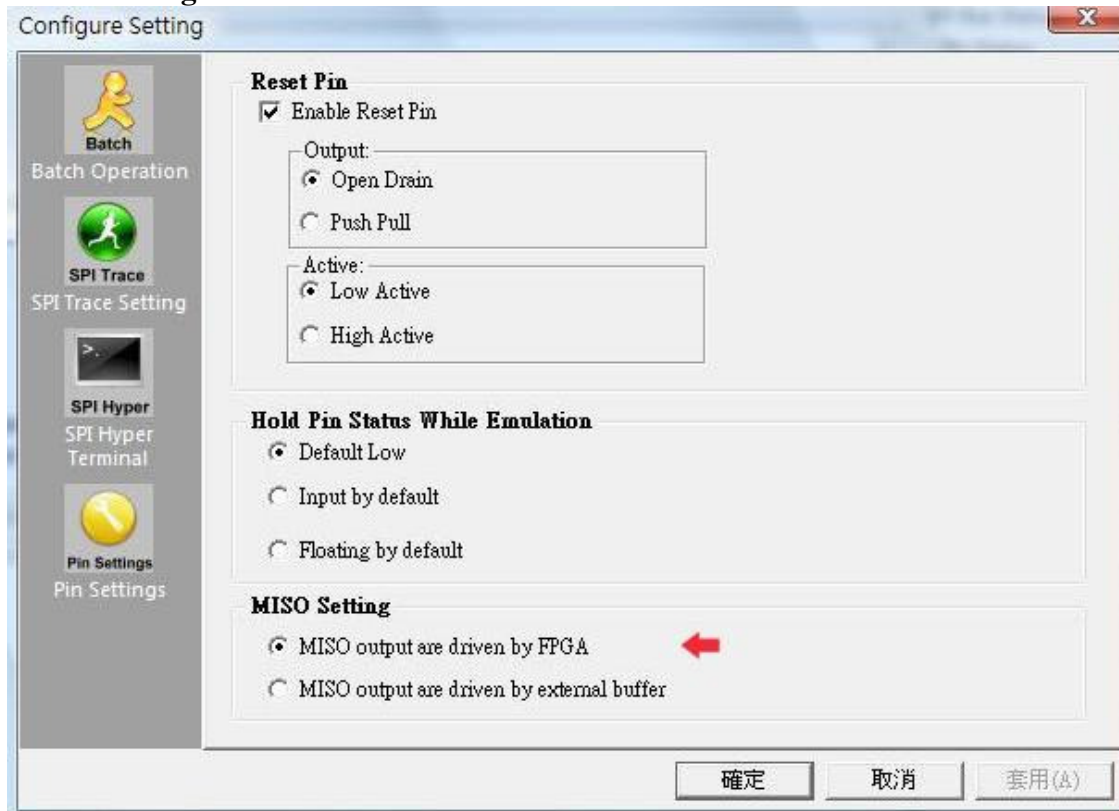 Configure Setting
Batch
Batch Operation
SPI Trace
SPI Trace Setting
>.
SPI Hyper
SPI Hyper
Terminal
Pin Settings
Pin Settings
Reset Pin
Enable Reset Pin
Output:
Open Drain
Push Pull
Active:
Low Active
High Active
Hold Pin Status While Emulation
Default Low
Input by default
Floating by default
MISO Setting
MISO output are driven by FPGA
MISO output are driven by external buffer
確定
取消
套用(A)